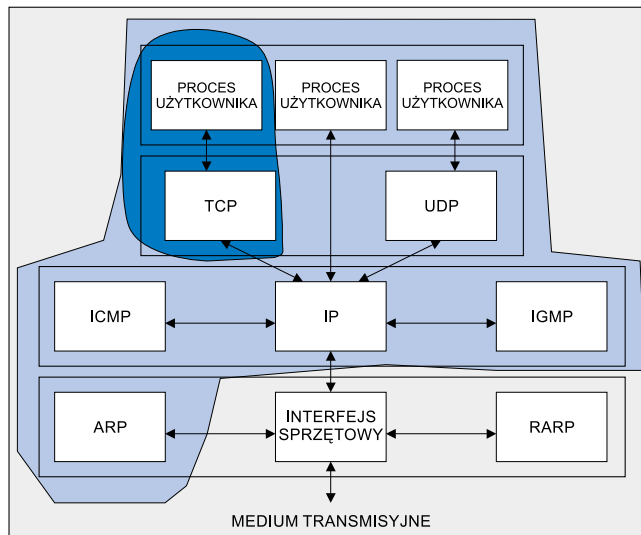 PROCES
UŻYTKOWNIKA
PROCES
UŻYTKOWNIKA
PROCES
UŻYTKOWNIKA
TCP
UDP
ICMP
IP
IGMP
ARP
INTERFEJS
SPRZĘTOWY
RARP
MEDIUM TRANSMISYJNE